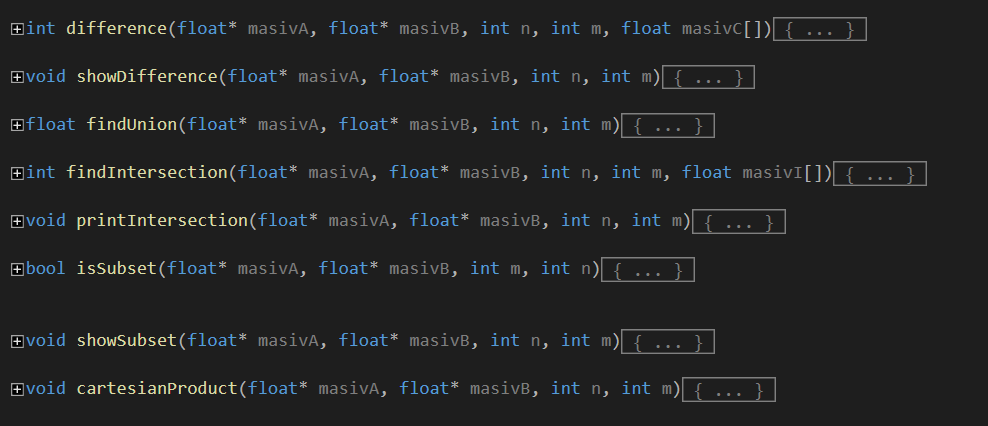 int difference(float* masivA, float* masivB, int n, int m, float masivC[]){ ... }
void showDifference(float* masivA, float* masivB, int n, int m){ ... }
float findUnion(float* masivA, float* masivB, int n, int m){ ... }
int findIntersection(float* masivA, float* masivB, int n, int m, float masivI[]){ ... }
void printIntersection(float* masivA, float* masivB, int n, int m){ ... }
bool isSubset(float* masivA, float* masivB, int m, int n){ ... }
void showSubset(float* masivA, float* masivB, int n, int m){ ... }
void cartesianProduct(float* masivA, float* masivB, int n, int m){ ... }